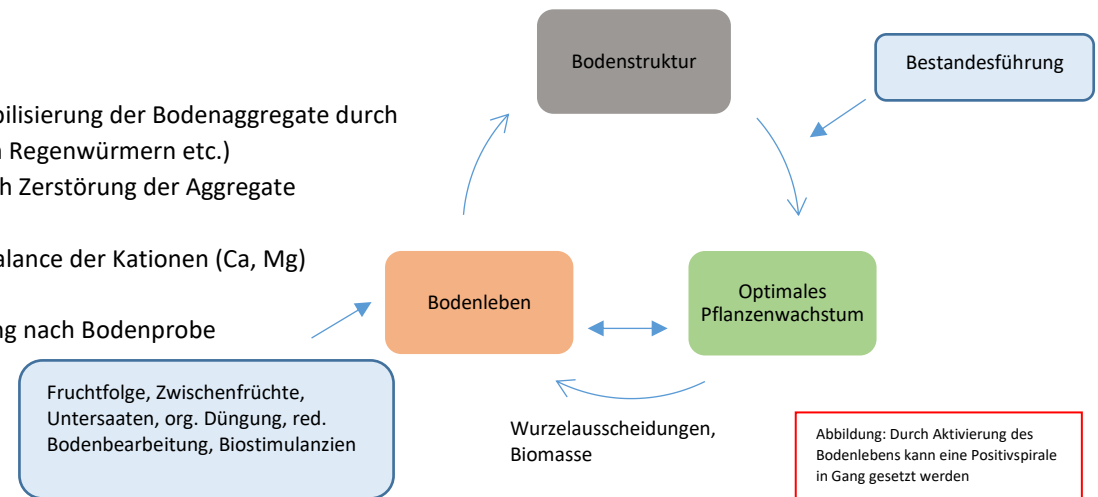 Bodenstruktur
Bestandesführung
bilisierung der Bodenaggregate durch
Regenwürmern etc.)
h Zerstörung der Aggregate
alance der Kationen (Ca, Mg)
ng nach Bodenprobe
Bodenleben
Optimales
Pflanzenwachstum
Fruchtfolge, Zwischenfrüchte,
Untersaaten, org. Düngung, red.
Bodenbearbeitung, Biostimulanzien
Wurzelausscheidungen,
Biomasse
Abbildung: Durch Aktivierung des
Bodenlebens kann eine Positivspirale
in Gang gesetzt werden